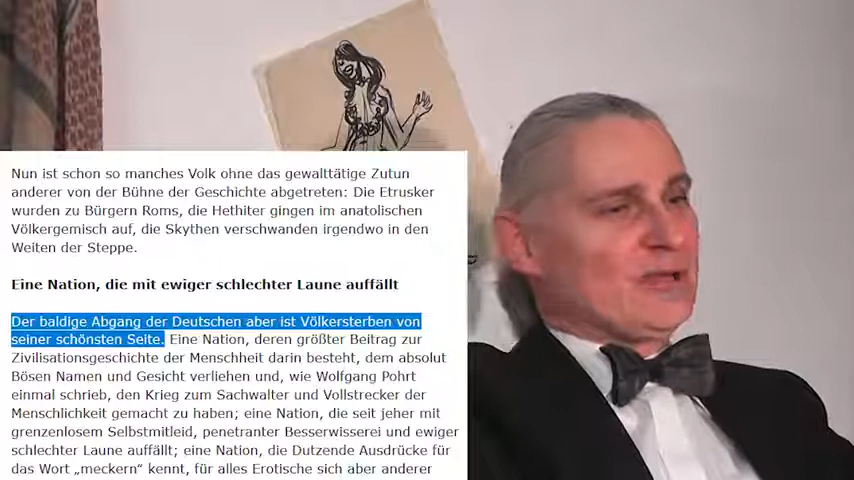 Nun ist schon so manches Volk ohne das gewalttätige Zutun
anderer von der Bühne der Geschichte abgetreten: Die Etrusker
wurden zu Bürgern Roms, die Hethiter gingen im anatolischen
Völkergemisch auf, die Skythen verschwanden irgendwo in den
Weiten der Steppe.
Eine Nation, die mit ewiger schlechter Laune auffällt
Der baldige Abgang der Deutschen aber ist Völkersterben von
seiner schönsten Seite. Eine Nation, deren größter Beitrag zur
Zivilisationsgeschichte der Menschheit darin besteht, dem absolut
Bösen Namen und Gesicht verliehen und, wie Wolfgang Pohrt
einmal schrieb, den Krieg zum Sachwalter und Vollstrecker der
Menschlichkeit gemacht zu haben; eine Nation, die seit jeher mit
grenzenlosem Selbstmitleid, penetranter Besserwisserei und ewiger
schlechter Laune auffällt; eine Nation, die Dutzende Ausdrücke für
das Wort „meckern“ kennt, für alles Erotische sich aber anderer